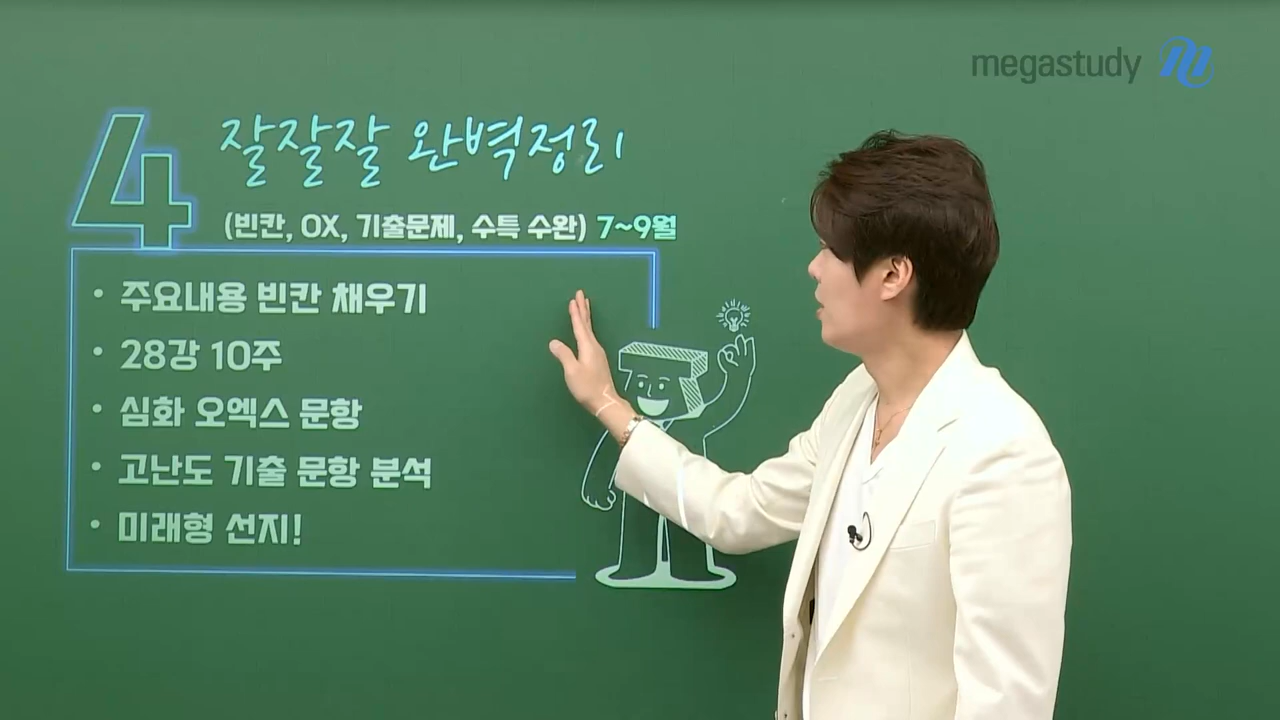 megastudy
4 잘잘잘 완벽정리
(빈칸, OX, 기출문제, 수특 수완) 7~9월
• 주요내용 빈칸 채우기
• 28강 10주
• 심화 오엑스 문항
• 고난도 기출 문항 분석
• 미래형 선지!